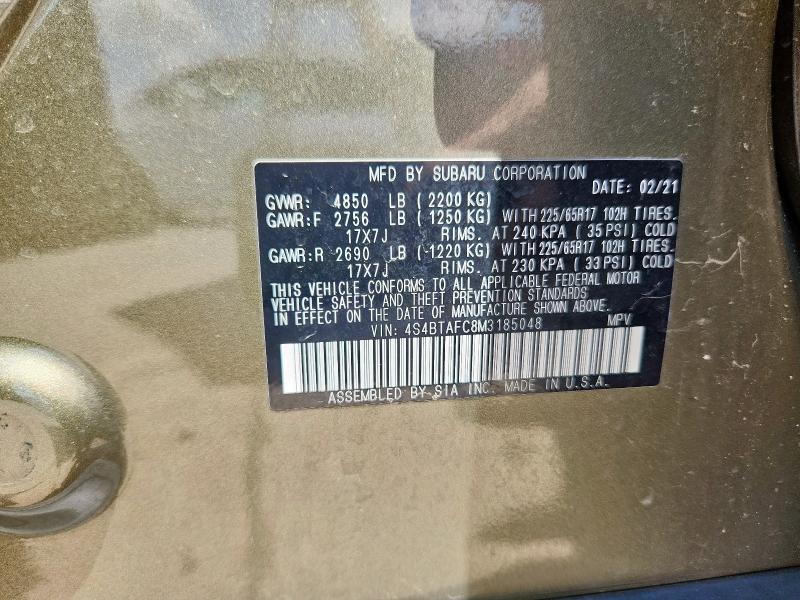 MFD BY SUBARU CORPORATION
DATE: 02/21
GVWR: 4850 LB ( 2200 KG)
GAWR:F 2756 LB ( 1250 KG) WITH 225/65R17 102H TIRES.
17X7J RIMS. AT 240 KPA ( 35 PSI) COLD
GAWR:R 2690 LB ( 1220 KG) WITH 225/65R17 102H TIRES.
17X7J RIMS. AT 230 KPA ( 33 PSI) COLD
THIS VEHICLE CONFORMS TO ALL APPLICABLE FEDERAL MOTOR
VEHICLE SAFETY AND THEFT PREVENTION STANDARDS
IN EFFECT ON THE DATE OF MANUFACTURE SHOWN ABOVE.
VIN: 4S4BTAFC8M3185048 MPV
ASSEMBLED BY SIA INC. MADE IN U.S.A.